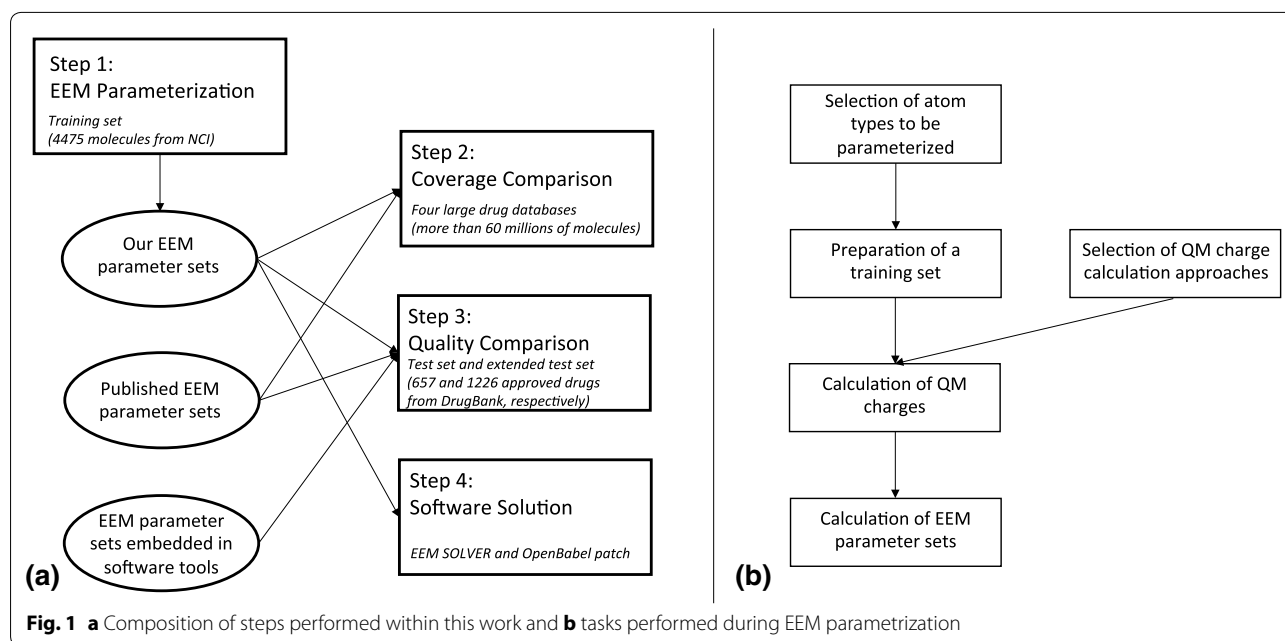 Step 1:
EEM Parameterization
Training set
(4475 molecules from NCI)
Our EEM
parameter sets
Published EEM
parameter sets
EEM parameter
sets embedded in
software tools
Step 2:
Coverage Comparison
Four large drug databases
(more than 60 millions of molecules)
Step 3:
Quality Comparison
Test set and extended test set
(657 and 1226 approved drugs
from DrugBank, respectively)
Step 4:
Software Solution
EEM SOLVER and OpenBabel patch
(a)
Selection of atom
types to be
parameterized
Preparation of a
training set
Selection of QM charge
calculation approaches
Calculation of QM
charges
Calculation of EEM
parameter sets
(b)
Fig. 1 a Composition of steps performed within this work and b tasks performed during EEM parametrization